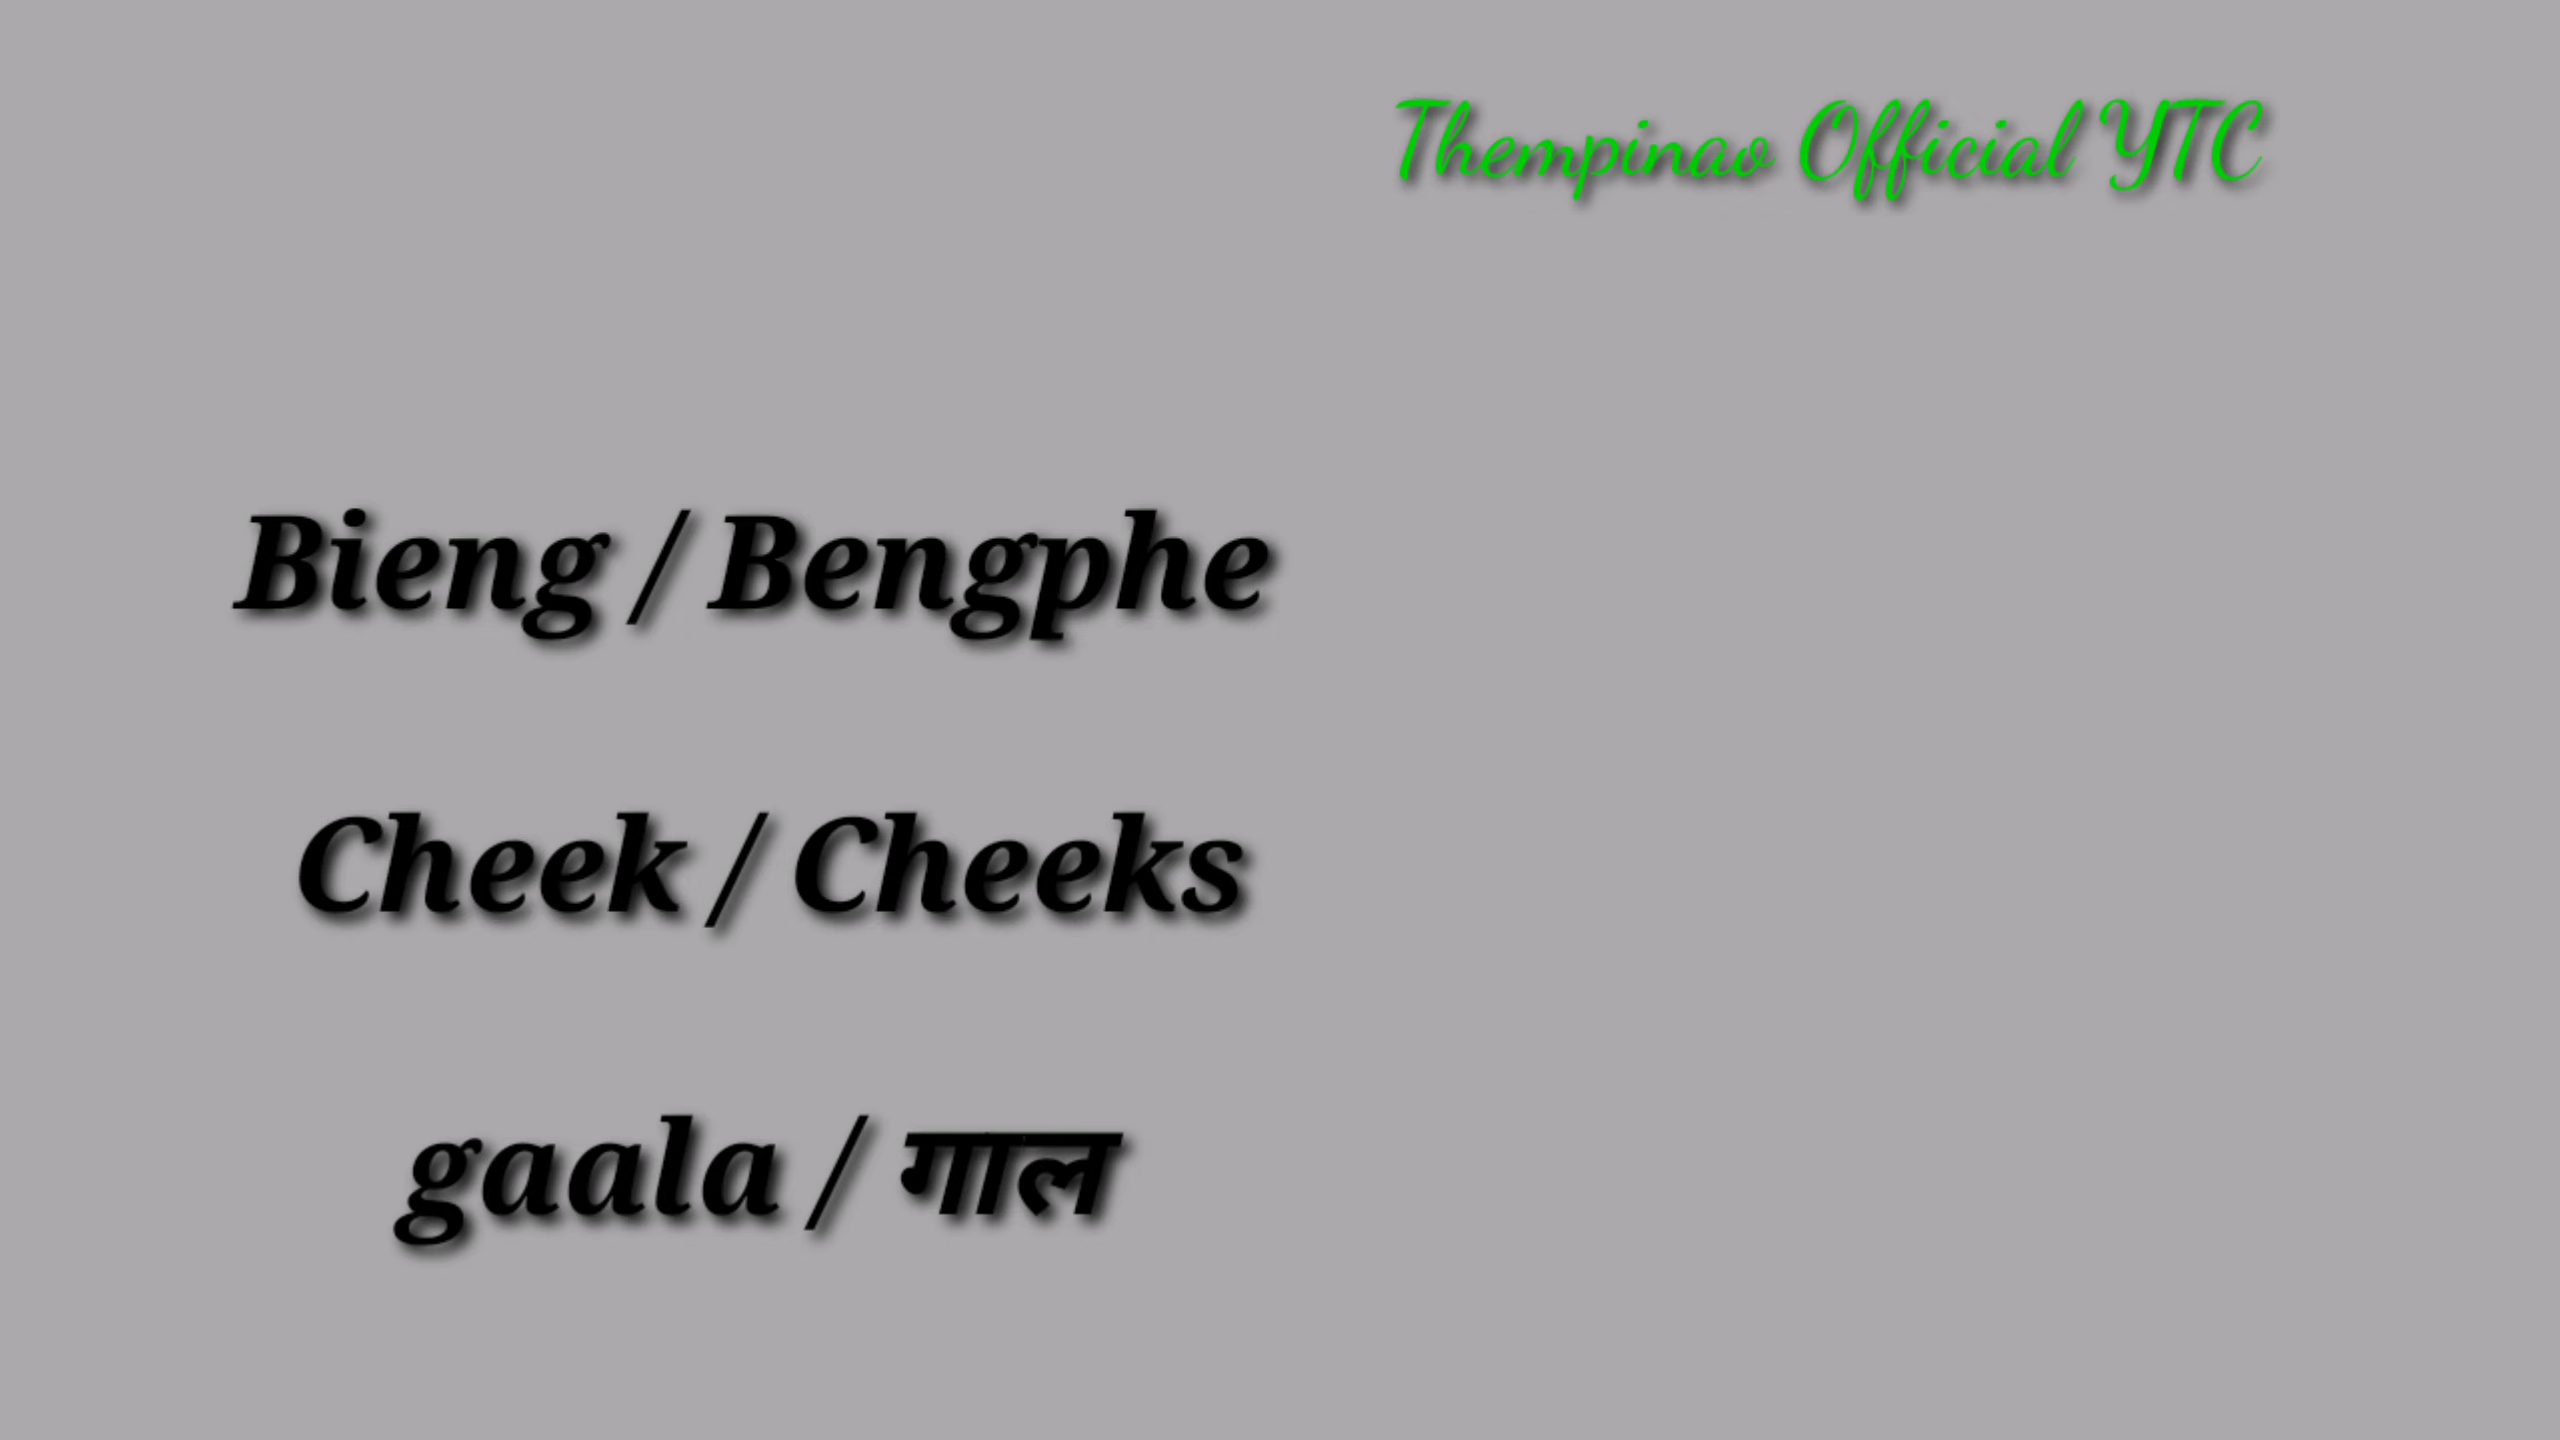 Thempinao Official YTC
Bieng / Bengphe
Cheek / Cheeks
gaala / गाल